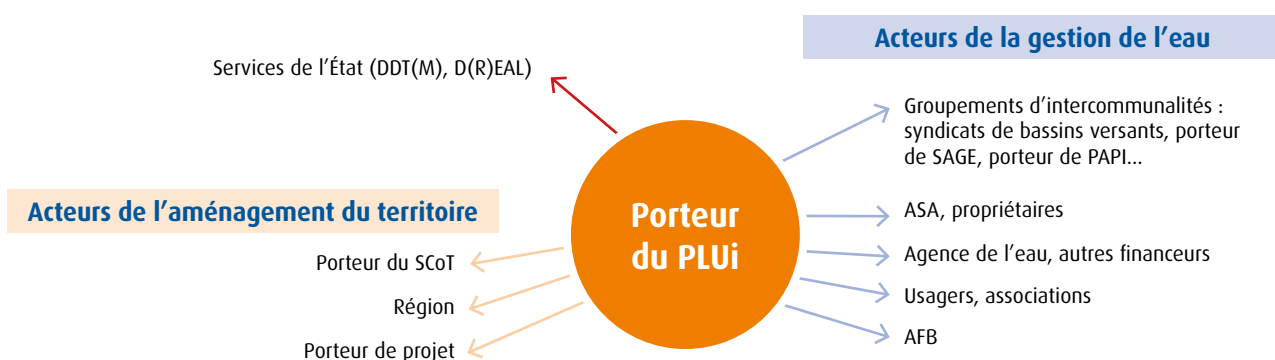 Services de l’État (DDT(M), D(R)EAL)
Acteurs de l’aménagement du territoire
Porteur du SCoT
Région
Porteur de projet
Porteur
du PLUi
Acteurs de la gestion de l’eau
Groupements d’intercommunalités :
syndicats de bassins versants, porteur
de SAGE, porteur de PAPI...
ASA, propriétaires
Agence de l’eau, autres financeurs
Usagers, associations
AFB